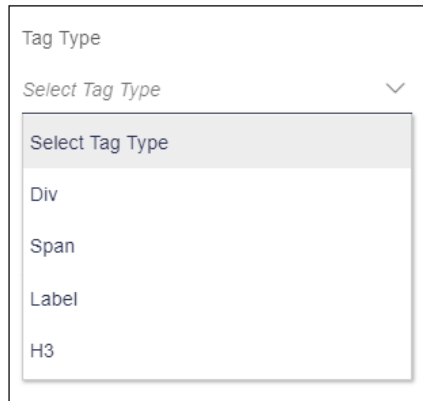 Tag Type
Select Tag Type
Select Tag Type
Div
Span
Label
H3